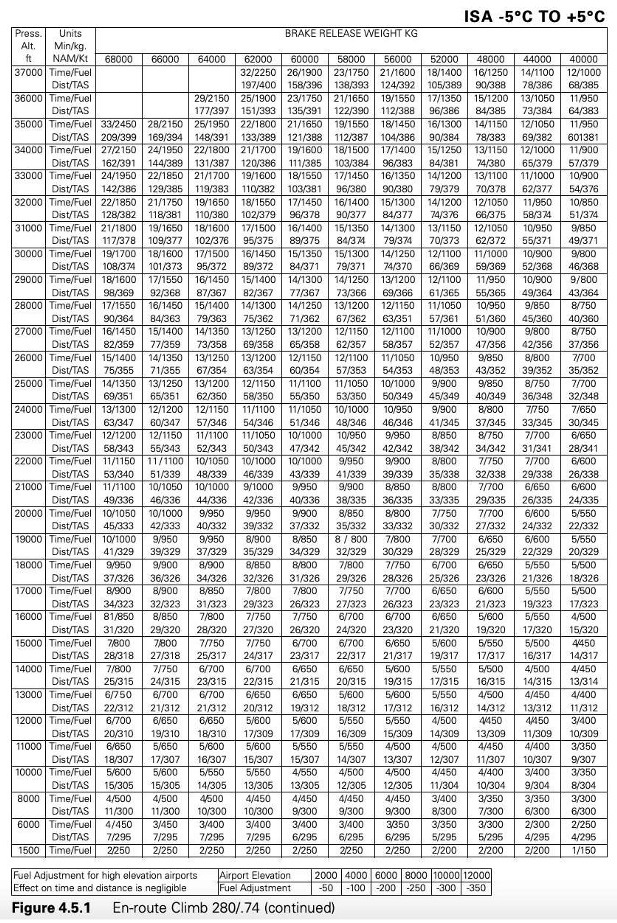 ISA -5°C TO +5°C
Press. Units BRAKE RELEASE WEIGHT KG
Alt. Min/kg.
ft NAM/Kt 68000 66000 64000 62000 60000 58000 56000 52000 48000 44000 40000
37000 Time/Fuel 32/2250 26/1900 23/1750 21/1600 18/1400 16/1250 14/1100 12/1000
Dist/TAS 197/400 158/396 138/393 124/392 105/389 90/388 78/386 68/385
36000 Time/Fuel 29/2150 25/1900 23/1750 21/1650 19/1550 17/1350 15/1200 13/1050 11/950
Dist/TAS 177/397 151/393 135/391 122/390 112/388 96/386 84/385 73/384 64/383
35000 Time/Fuel 33/2450 28/2150 25/1950 22/1800 21/1650 19/1550 18/1450 16/1300 14/1150 12/1050 11/950
Dist/TAS 209/399 169/394 148/391 133/389 121/388 112/387 104/386 90/384 78/383 69/382 601381
34000 Time/Fuel 27/2150 24/1950 22/1800 21/1700 19/1600 18/1500 17/1400 15/1250 13/1150 12/1000 11/900
Dist/TAS 162/391 144/389 131/387 120/386 111/385 103/384 96/383 84/381 74/380 65/379 57/379
33000 Time/Fuel 24/1950 22/1850 21/1700 19/1600 18/1550 17/1450 16/1350 14/1200 13/1100 11/1000 10/900
Dist/TAS 142/386 129/385 119/383 110/382 103/381 96/380 90/380 79/379 70/378 62/377 54/376
32000 Time/Fuel 22/1850 21/1750 19/1650 18/1550 17/1450 16/1400 15/1300 14/1200 12/1050 11/950 10/850
Dist/TAS 128/382 118/381 110/380 102/379 96/378 90/377 84/377 74/376 66/375 58/374 51/374
31000 Time/Fuel 21/1800 19/1650 18/1600 17/1500 16/1400 15/1350 14/1300 13/1150 12/1050 10/950 9/850
Dist/TAS 117/378 109/377 102/376 95/375 89/375 84/374 79/374 70/373 62/372 55/371 49/371
30000 Time/Fuel 19/1700 18/1600 17/1500 16/1450 15/1350 15/1300 14/1250 12/1100 11/1000 10/900 9/800
Dist/TAS 108/374 101/373 95/372 89/372 84/371 79/371 74/370 66/369 59/369 52/368 46/368
29000 Time/Fuel 18/1600 17/1550 16/1450 15/1400 14/1300 14/1250 13/1200 12/1100 11/950 10/900 9/800
Dist/TAS 98/369 92/368 87/367 82/367 77/367 73/366 69/366 61/365 55/365 49/364 43/364
28000 Time/Fuel 17/1550 16/1450 15/1400 14/1300 14/1250 13/1200 12/1150 11/1050 10/950 9/850 8/750
Dist/TAS 90/364 84/363 79/363 75/362 71/362 67/362 63/351 57/361 51/360 45/360 40/360
27000 Time/Fuel 16/1450 15/1400 14/1350 13/1250 13/1200 12/1150 12/1100 11/1000 10/900 9/800 8/750
Dist/TAS 82/359 77/359 73/358 69/358 65/358 62/357 58/357 52/357 47/356 42/356 37/356
26000 Time/Fuel 15/1400 14/1350 13/1250 13/1200 12/1150 12/1100 11/1050 10/950 9/850 8/800 7/700
Dist/TAS 75/355 71/355 67/354 63/354 60/354 57/353 54/353 48/353 43/352 39/352 35/352
25000 Time/Fuel 14/1350 13/1250 13/1200 12/1150 11/1100 11/1050 10/1000 9/900 9/850 8/750 7/700
Dist/TAS 69/351 65/351 62/350 58/350 55/350 53/350 50/349 45/349 40/349 36/348 32/348
24000 Time/Fuel 13/1300 12/1200 12/1150 11/1100 11/1050 10/1000 10/950 9/900 8/800 7/750 7/650
Dist/TAS 63/347 60/347 57/346 54/346 51/346 48/346 46/346 41/345 37/345 33/345 30/345
23000 Time/Fuel 12/1200 12/1150 11/1100 11/1050 10/1000 10/950 9/950 8/850 8/750 7/700 6/650
Dist/TAS 58/343 55/343 52/343 50/343 47/342 45/342 42/342 38/342 34/342 31/341 28/341
22000 Time/Fuel 11/1150 11/1100 10/1050 10/1000 10/1000 9/950 9/900 8/800 7/750 7/700 6/600
Dist/TAS 53/340 51/339 48/339 46/339 43/339 41/339 39/339 35/338 32/338 29/338 26/338
21000 Time/Fuel 11/1100 10/1050 10/1000 9/1000 9/950 9/900 8/850 8/800 7/700 6/650 6/600
Dist/TAS 49/336 46/336 44/336 42/336 40/336 38/335 36/335 33/335 29/335 26/335 24/335
20000 Time/Fuel 10/1050 10/1000 9/950 9/950 9/900 8/850 8/800 7/750 7/700 6/600 5/550
Dist/TAS 45/333 42/333 40/332 39/332 37/332 35/332 33/332 30/332 27/332 24/332 22/332
19000 Time/Fuel 10/1000 9/950 9/950 8/900 8/850 8 / 800 7/800 7/700 6/650 6/600 5/550
Dist/TAS 41/329 39/329 37/329 35/329 34/329 32/329 30/329 28/329 25/329 22/329 20/329
18000 Time/Fuel 9/950 9/900 8/900 8/850 8/800 7/800 7/750 6/700 6/650 5/550 5/500
Dist/TAS 37/326 36/326 34/326 32/326 31/326 29/326 28/326 25/326 23/326 21/326 18/326
17000 Time/Fuel 8/900 8/900 8/850 7/800 7/750 7/750 7/700 6/650 6/600 5/550 5/500
Dist/TAS 34/323 32/323 31/323 29/323 26/323 27/323 26/323 23/323 21/323 19/323 17/323
16000 Time/Fuel 81/850 8/850 7/800 7/750 7/750 6/700 6/700 6/650 5/600 5/550 4/500
Dist/TAS 31/320 29/320 28/320 27/320 26/320 24/320 23/320 21/320 19/320 17/320 15/320
15000 Time/Fuel 7/800 7/800 7/750 7/750 6/700 6/700 6/650 5/600 5/550 5/500 4/450
Dist/TAS 28/318 27/318 25/317 24/317 23/317 22/317 21/317 19/317 17/317 16/317 14/317
14000 Time/Fuel 7/800 7/750 6/700 6/700 6/650 6/650 5/600 5/550 5/500 4/500 4/450
Dist/TAS 25/315 24/315 23/315 22/315 21/315 20/315 19/315 17/315 16/315 14/315 13/314
13000 Time/Fuel 6/750 6/700 6/700 6/650 6/650 5/600 5/600 5/550 4/500 4/450 4/400
Dist/TAS 22/312 21/312 21/312 20/312 19/312 18/312 17/312 16/312 14/312 13/312 11/312
12000 Time/Fuel 6/700 6/650 6/650 5/600 5/600 5/550 5/550 4/500 4/450 4/450 3/400
Dist/TAS 20/310 19/310 18/310 17/309 16/309 16/309 15/309 14/309 13/309 11/309 10/309
11000 Time/Fuel 6/650 5/650 5/600 5/600 5/550 5/550 4/500 4/500 4/450 4/400 3/350
Dist/TAS 18/307 17/307 16/307 15/307 15/307 14/307 13/307 12/307 11/307 10/307 9/307
10000 Time/Fuel 5/600 5/600 5/550 5/550 4/550 4/500 4/500 4/450 4/400 3/400 3/350
Dist/TAS 15/305 15/305 14/305 13/305 13/305 12/305 12/305 11/304 10/304 9/304 8/304
8000 Time/Fuel 4/500 4/500 4/500 4/450 4/450 4/450 4/400 3/400 3/350 3/350 3/300
Dist/TAS 11/300 11/300 10/300 10/300 9/300 9/300 9/300 8/300 7/300 6/300 6/300
6000 Time/Fuel 4/450 3/450 3/400 3/400 3/400 3/350 3/350 3/350 3/300 2/300 2/250
Dist/TAS 7/295 7/295 7/295 7/295 6/295 6/295 6/295 5/295 5/295 4/295 4/295
1500 Time/Fuel 2/250 2/250 2/250 2/250 2/250 2/250 2/250 2/200 2/200 2/200 1/150
Fuel Adjustment for high elevation airports Airport Elevation 2000 4000 6000 8000 10000 12000
Effect on time and distance is negligible Fuel Adjustment -50 -100 -200 -250 -300 -350
Figure 4.5.1 En-route Climb 280/.74 (continued)